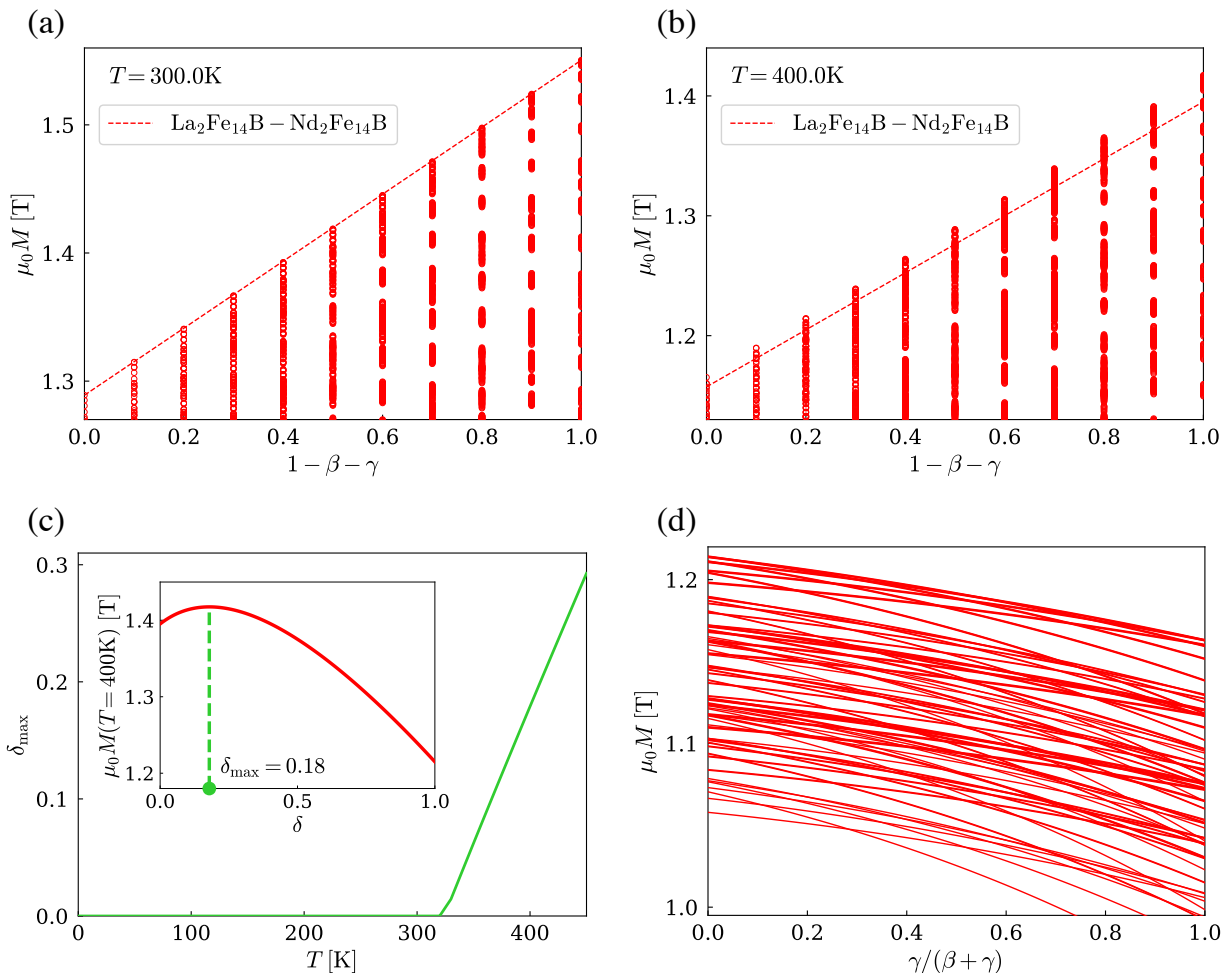 (a)
T = 300.0K
La₂Fe₁₄B − Nd₂Fe₁₄B
μ₀M [T]
1.5
1.4
1.3
0.0 0.2 0.4 0.6 0.8 1.0
1 − β − γ
(b)
T = 400.0K
La₂Fe₁₄B − Nd₂Fe₁₄B
μ₀M [T]
1.4
1.3
1.2
0.0 0.2 0.4 0.6 0.8 1.0
1 − β − γ
(c)
δmax
0.3
0.2
0.1
0.0
μ₀M(T = 400K) [T]
1.4
1.3
1.2
δmax = 0.18
0.0 0.5 1.0
δ
0 100 200 300 400
T [K]
(d)
μ₀M [T]
1.2
1.1
1.0
0.0 0.2 0.4 0.6 0.8 1.0
γ/(β + γ)